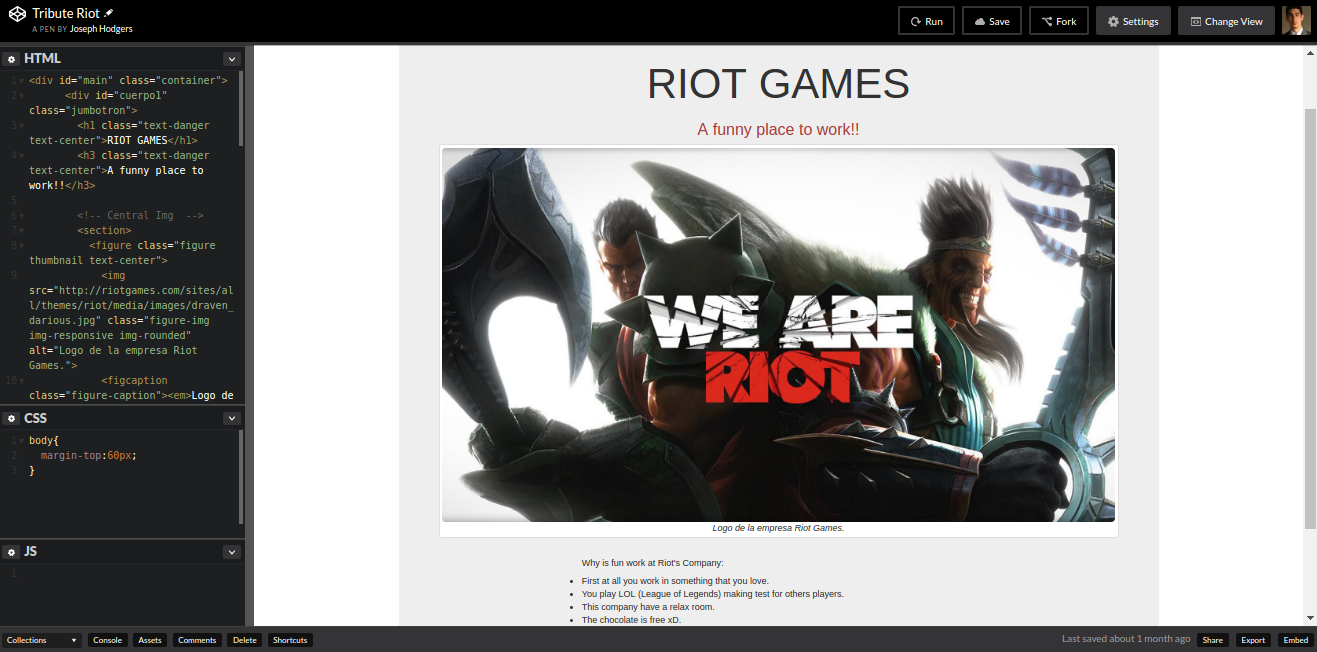 Tribute Riot
A PEN BY Joseph Hodgers
Run
Save
Fork
Settings
Change View
HTML
1 <div id="main" class="container">
2 <div id="cuerpo1"
class="jumbotron">
3 <h1 class="text-danger
text-center">RIOT GAMES</h1>
4 <h3 class="text-danger
text-center">A funny place to
work!!</h3>
5
6 <!-- Central Img -->
7 <section>
8 <figure class="figure
thumbnail text-center">
9 <img
src="http://riotgames.com/sites/al
l/themes/riot/media/images/draven_
darious.jpg" class="figure-img
img-responsive img-rounded"
alt="Logo de la empresa Riot
Games.">
10 <figcaption
class="figure-caption"><em>Logo de
CSS
1 body{
2 margin-top:60px;
3 }
JS
1
RIOT GAMES
A funny place to work!!
WE ARE
RIOT
Logo de la empresa Riot Games.
Why is fun work at Riot's Company:
First at all you work in something that you love.
You play LOL (League of Legends) making test for others players.
This company have a relax room.
The chocolate is free xD.
Collections
Console
Assets
Comments
Delete
Shortcuts
Last saved about 1 month ago
Share
Export
Embed